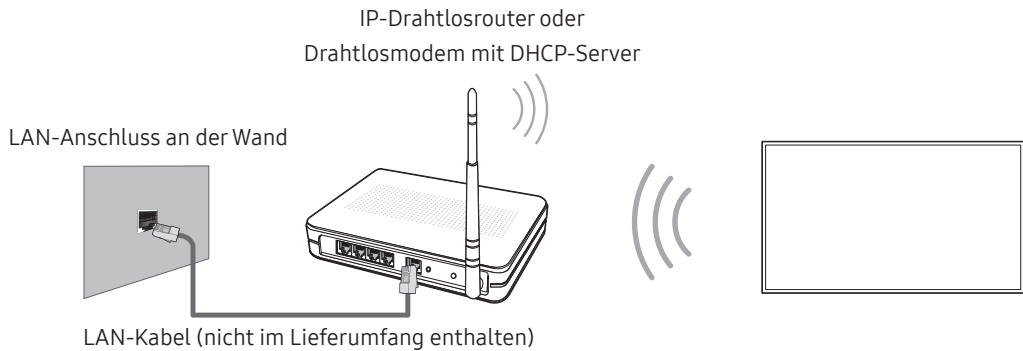 IP-Drahtlosrouter oder
Drahtlosmodem mit DHCP-Server
LAN-Anschluss an der Wand
LAN-Kabel (nicht im Lieferumfang enthalten)